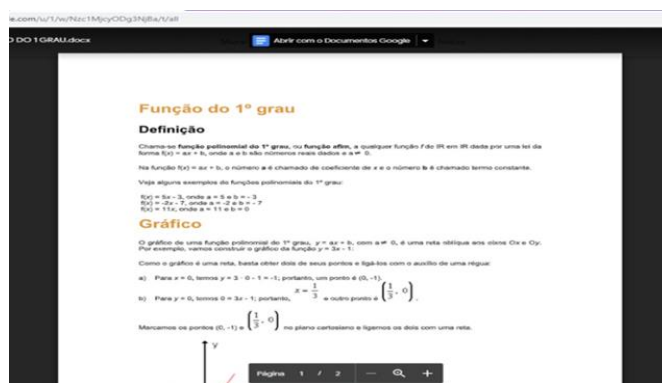 e.com/u/1/w/Nzc1MjcyODg3NjBa/t/all
O DO 1GRAU.docx
Abrir com o Documentos Google
Função do 1º grau
Definição
Chama-se função polinomial do 1º grau, ou função afim, a qualquer função f de IR em IR dada por uma lei da
forma f(x) = ax + b, onde a e b são números reais dados e a ≠ 0.
Na função f(x) = ax + b, o número a é chamado de coeficiente de x e o número b é chamado termo constante.
Veja alguns exemplos de funções polinomiais do 1º grau:
f(x) = 5x - 3, onde a = 5 e b = - 3
f(x) = -2x - 7, onde a = -2 e b = - 7
f(x) = 11x, onde a = 11 e b = 0
Gráfico
O gráfico de uma função polinomial do 1º grau, y = ax + b, com a ≠ 0, é uma reta oblíqua aos eixos Ox e Oy.
Por exemplo, vamos construir o gráfico da função y = 3x - 1:
Como o gráfico é uma reta, basta obter dois de seus pontos e ligá-los com o auxílio de uma régua:
a) Para x = 0, temos y = 3 · 0 - 1 = -1; portanto, um ponto é (0, -1).
b) Para y = 0, temos 0 = 3x - 1; portanto, x = 1/3 e outro ponto é (1/3, 0).
Marcamos os pontos (0, -1) e (1/3, 0) no plano cartesiano e ligamos os dois com uma reta.
y
Página 1 / 2